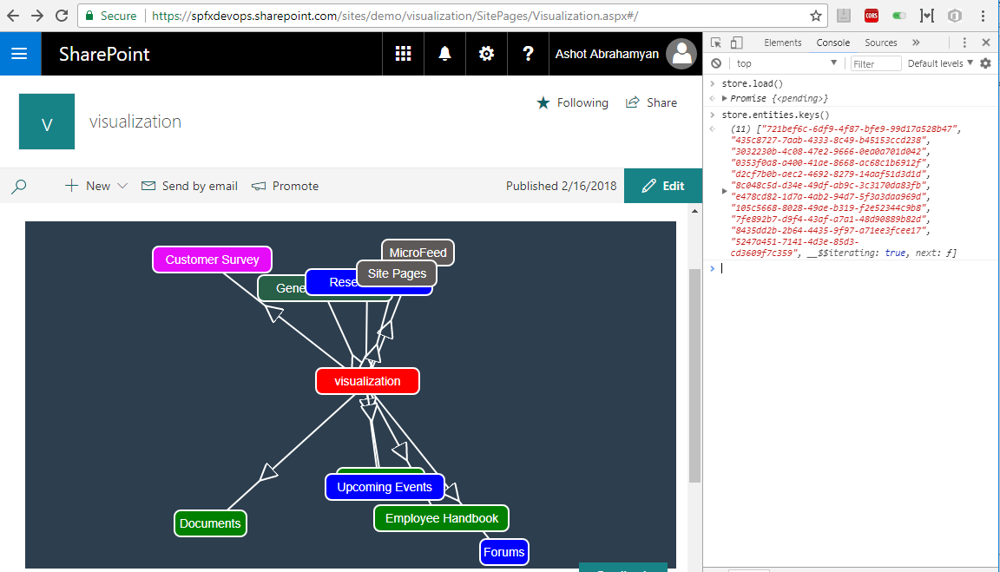 Secure https://spfxdevops.sharepoint.com/sites/demo/visualization/SitePages/Visualization.aspx#/
CORS
SharePoint
?
Ashot Abrahamyan
V
visualization
Following
Share
New
Send by email
Promote
Published 2/16/2018
Edit
MicroFeed
Customer Survey
Site Pages
Gene
Rese
visualization
Upcoming Events
Employee Handbook
Documents
Forums
Elements Console Sources »
top
Filter
Default levels
store.load()
Promise {<pending>}
store.entities.keys()
(11) ["721bef6c-6df9-4f87-bfe9-99d17a528b47",
"435c8727-7aab-4333-8c49-b45153ccd238",
"3032230b-4c08-47e2-9666-0ea0a701d042",
"0353f0a8-a400-41ae-8668-ac68c1b6912f",
"d2cf7b0b-aec2-4692-8279-14aaf51d3d1d",
"8c048c5d-d34e-49df-ab9c-3c3170da83fb",
"e478cd82-1d7a-4ab2-94d7-5f3a3daa969d",
"105c5668-8028-49ae-b319-f2e52344c9b8",
"7fe892b7-d9f4-43af-a7a1-48d90889b82d",
"8435dd2b-2b64-4435-9f97-a71ee3fcee17",
"5247a451-7141-4d3e-85d3-
cd3609f7c359", __$$iterating: true, next: ƒ]